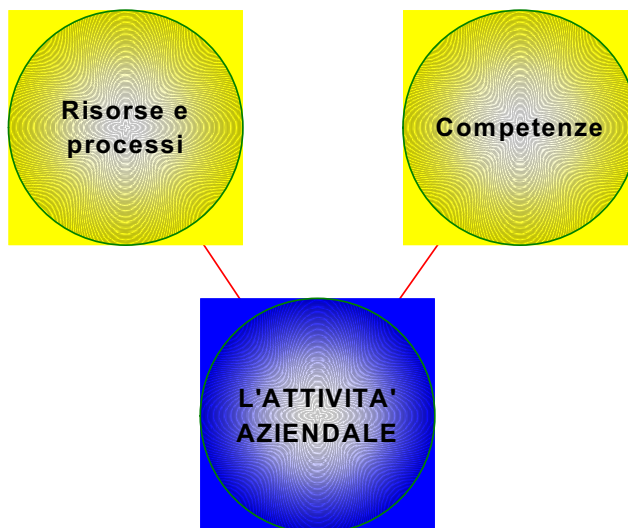 Risorse e
processi
Competenze
L'ATTIVITA'
AZIENDALE